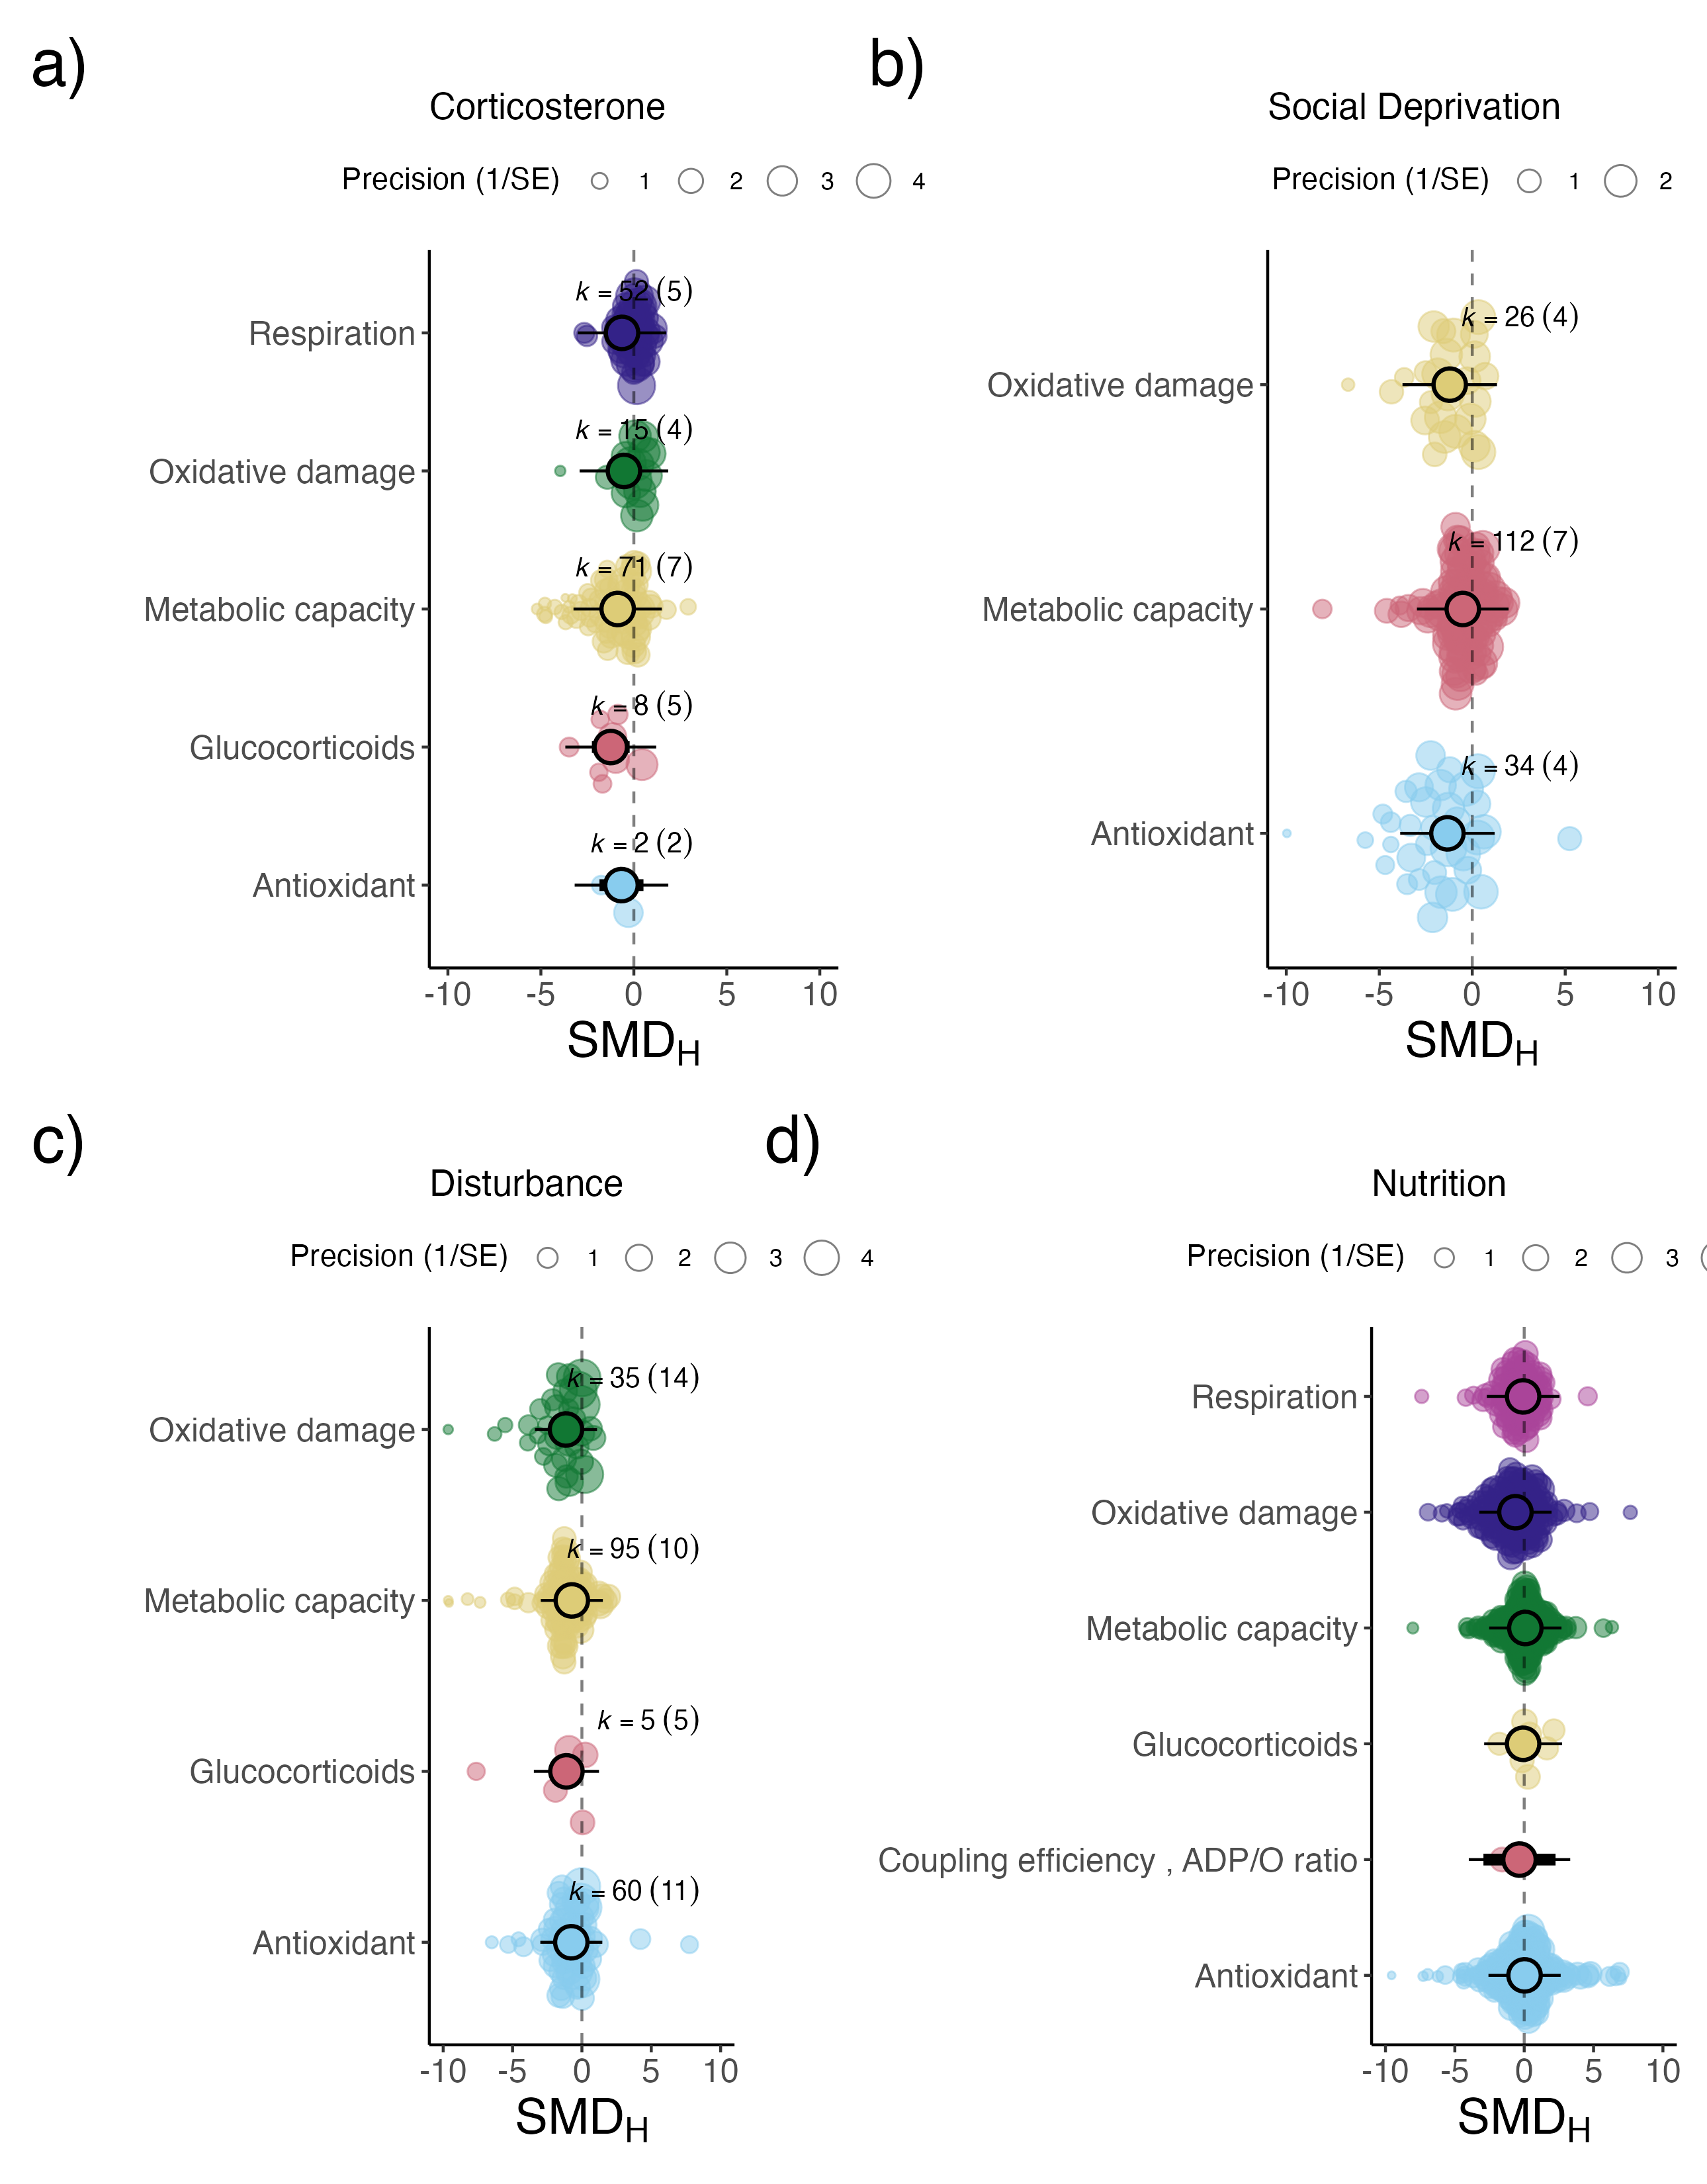 a)
Corticosterone
Precision (1/SE) 1 2 3 4
k = 52 (5)
Respiration
k = 15 (4)
Oxidative damage
k = 71 (7)
Metabolic capacity
k = 8 (5)
Glucocorticoids
k = 2 (2)
Antioxidant
-10 -5 0 5 10
SMDH
b)
Social Deprivation
Precision (1/SE) 1 2
k = 26 (4)
Oxidative damage
k = 112 (7)
Metabolic capacity
k = 34 (4)
Antioxidant
-10 -5 0 5 10
SMDH
c)
Disturbance
Precision (1/SE) 1 2 3 4
k = 35 (14)
Oxidative damage
k = 95 (10)
Metabolic capacity
k = 5 (5)
Glucocorticoids
k = 60 (11)
Antioxidant
-10 -5 0 5 10
SMDH
d)
Nutrition
Precision (1/SE) 1 2 3
Respiration
Oxidative damage
Metabolic capacity
Glucocorticoids
Coupling efficiency , ADP/O ratio
Antioxidant
-10 -5 0 5 10
SMDH